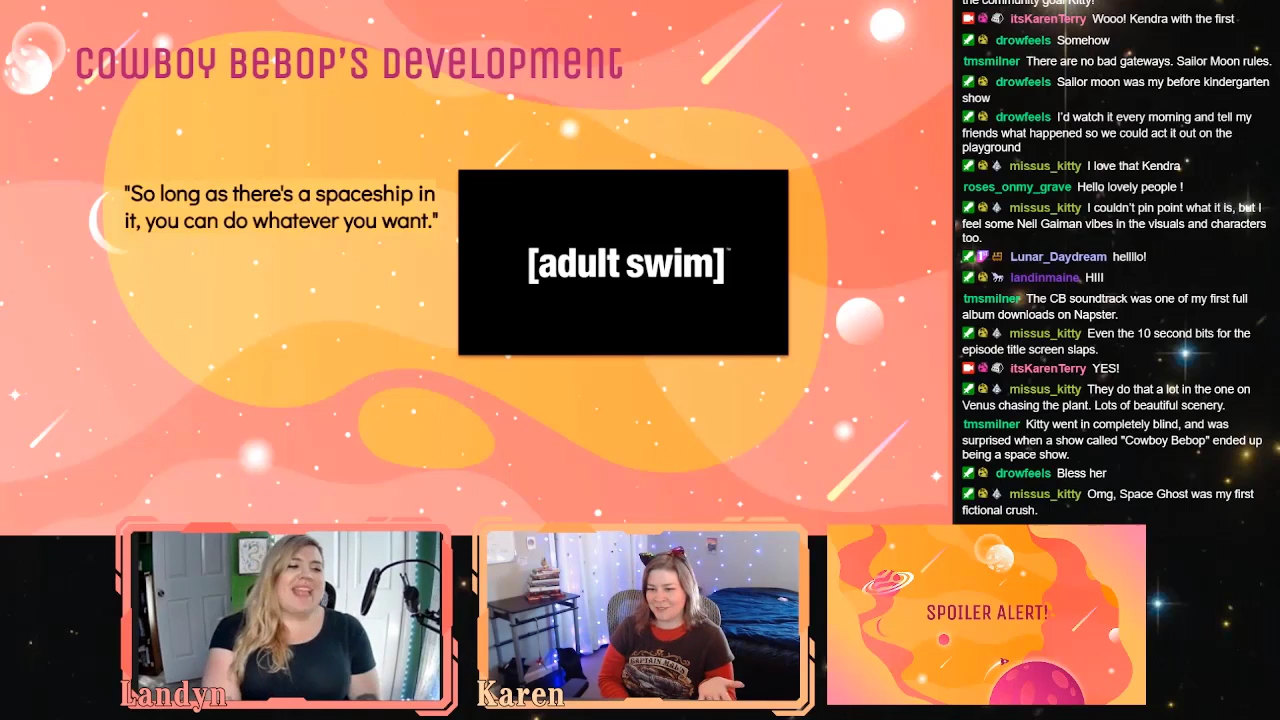 COWBOY BEBOP'S DEVELOPMENT
"So long as there's a spaceship in
it, you can do whatever you want."
[adult swim]™
the community goal Kitty!
itsKarenTerry Wooo! Kendra with the first
drowfeels Somehow
tmsmilner There are no bad gateways. Sailor Moon rules.
drowfeels Sailor moon was my before kindergarten
show
drowfeels I'd watch it every morning and tell my
friends what happened so we could act it out on the
playground
missus_kitty I love that Kendra
roses_onmy_grave Hello lovely people !
missus_kitty I couldn't pin point what it is, but I
feel some Neil Gaiman vibes in the visuals and characters
too.
Lunar_Daydream hellllo!
landinmaine HIII
tmsmilner The CB soundtrack was one of my first full
album downloads on Napster.
missus_kitty Even the 10 second bits for the
episode title screen slaps.
itsKarenTerry YES!
missus_kitty They do that a lot in the one on
Venus chasing the plant. Lots of beautiful scenery.
tmsmilner Kitty went in completely blind, and was
surprised when a show called "Cowboy Bebop" ended up
being a space show.
drowfeels Bless her
missus_kitty Omg, Space Ghost was my first
fictional crush.
Landyn
Karen
SPOILER ALERT!